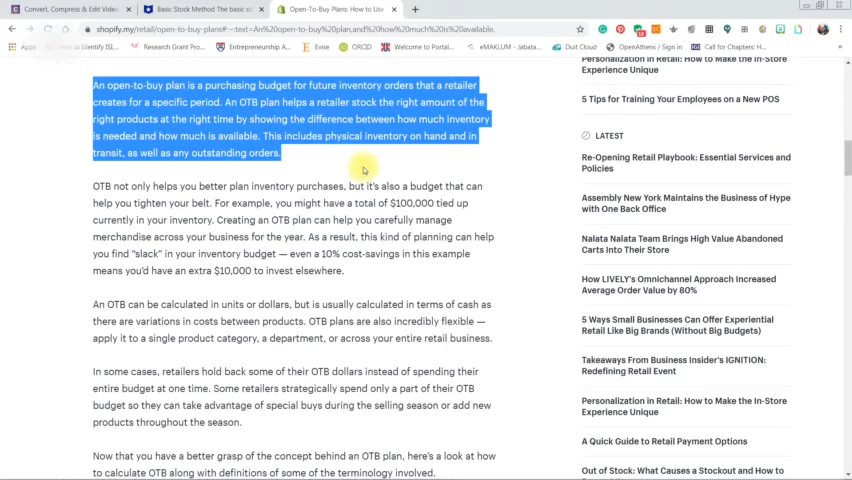 Convert, Compress & Edit Video
Basic Stock Method The basic st
Open-To-Buy Plans: How to Use
shopify.com/retail/open-to-buy-plans#:~:text=An%20open-to-buy%20plan,and%20how%20much%20is%20available.
Apps
How to Identify ISI...
Research Grant Pro...
Entrepreneurship A...
Evise
ORCID
Welcome to Portal...
eMAKLUM - Jabata...
Duit Cloud
OpenAthens / Sign in
Call for Chapters: H...
An open-to-buy plan is a purchasing budget for future inventory orders that a retailer
creates for a specific period. An OTB plan helps a retailer stock the right amount of the
right products at the right time by showing the difference between how much inventory
is needed and how much is available. This includes physical inventory on hand and in
transit, as well as any outstanding orders.
OTB not only helps you better plan inventory purchases, but it's also a budget that can
help you tighten your belt. For example, you might have a total of $100,000 tied up
currently in your inventory. Creating an OTB plan can help you carefully manage
merchandise across your business for the year. As a result, this kind of planning can help
you find “slack” in your inventory budget — even a 10% cost-savings in this example
means you'd have an extra $10,000 to invest elsewhere.
An OTB can be calculated in units or dollars, but is usually calculated in terms of cash as
there are variations in costs between products. OTB plans are also incredibly flexible —
apply it to a single product category, a department, or across your entire retail business.
In some cases, retailers hold back some of their OTB dollars instead of spending their
entire budget at one time. Some retailers strategically spend only a part of their OTB
budget so they can take advantage of special buys during the selling season or add new
products throughout the season.
Now that you have a better grasp of the concept behind an OTB plan, here's a look at how
to calculate OTB along with definitions of some of the terminology involved.
Personalization in Retail: How to Make the In-Store
Experience Unique
5 Tips for Training Your Employees on a New POS
LATEST
Re-Opening Retail Playbook: Essential Services and
Policies
Assembly New York Maintains the Business of Hype
with One Back Office
Nalata Nalata Team Brings High Value Abandoned
Carts Into Their Store
How LIVELY's Omnichannel Approach Increased
Average Order Value by 80%
5 Ways Small Businesses Can Offer Experiential
Retail Like Big Brands (Without Big Budgets)
Takeaways From Business Insider's IGNITION:
Redefining Retail Event
Personalization in Retail: How to Make the In-Store
Experience Unique
A Quick Guide to Retail Payment Options
Out of Stock: What Causes a Stockout and How to